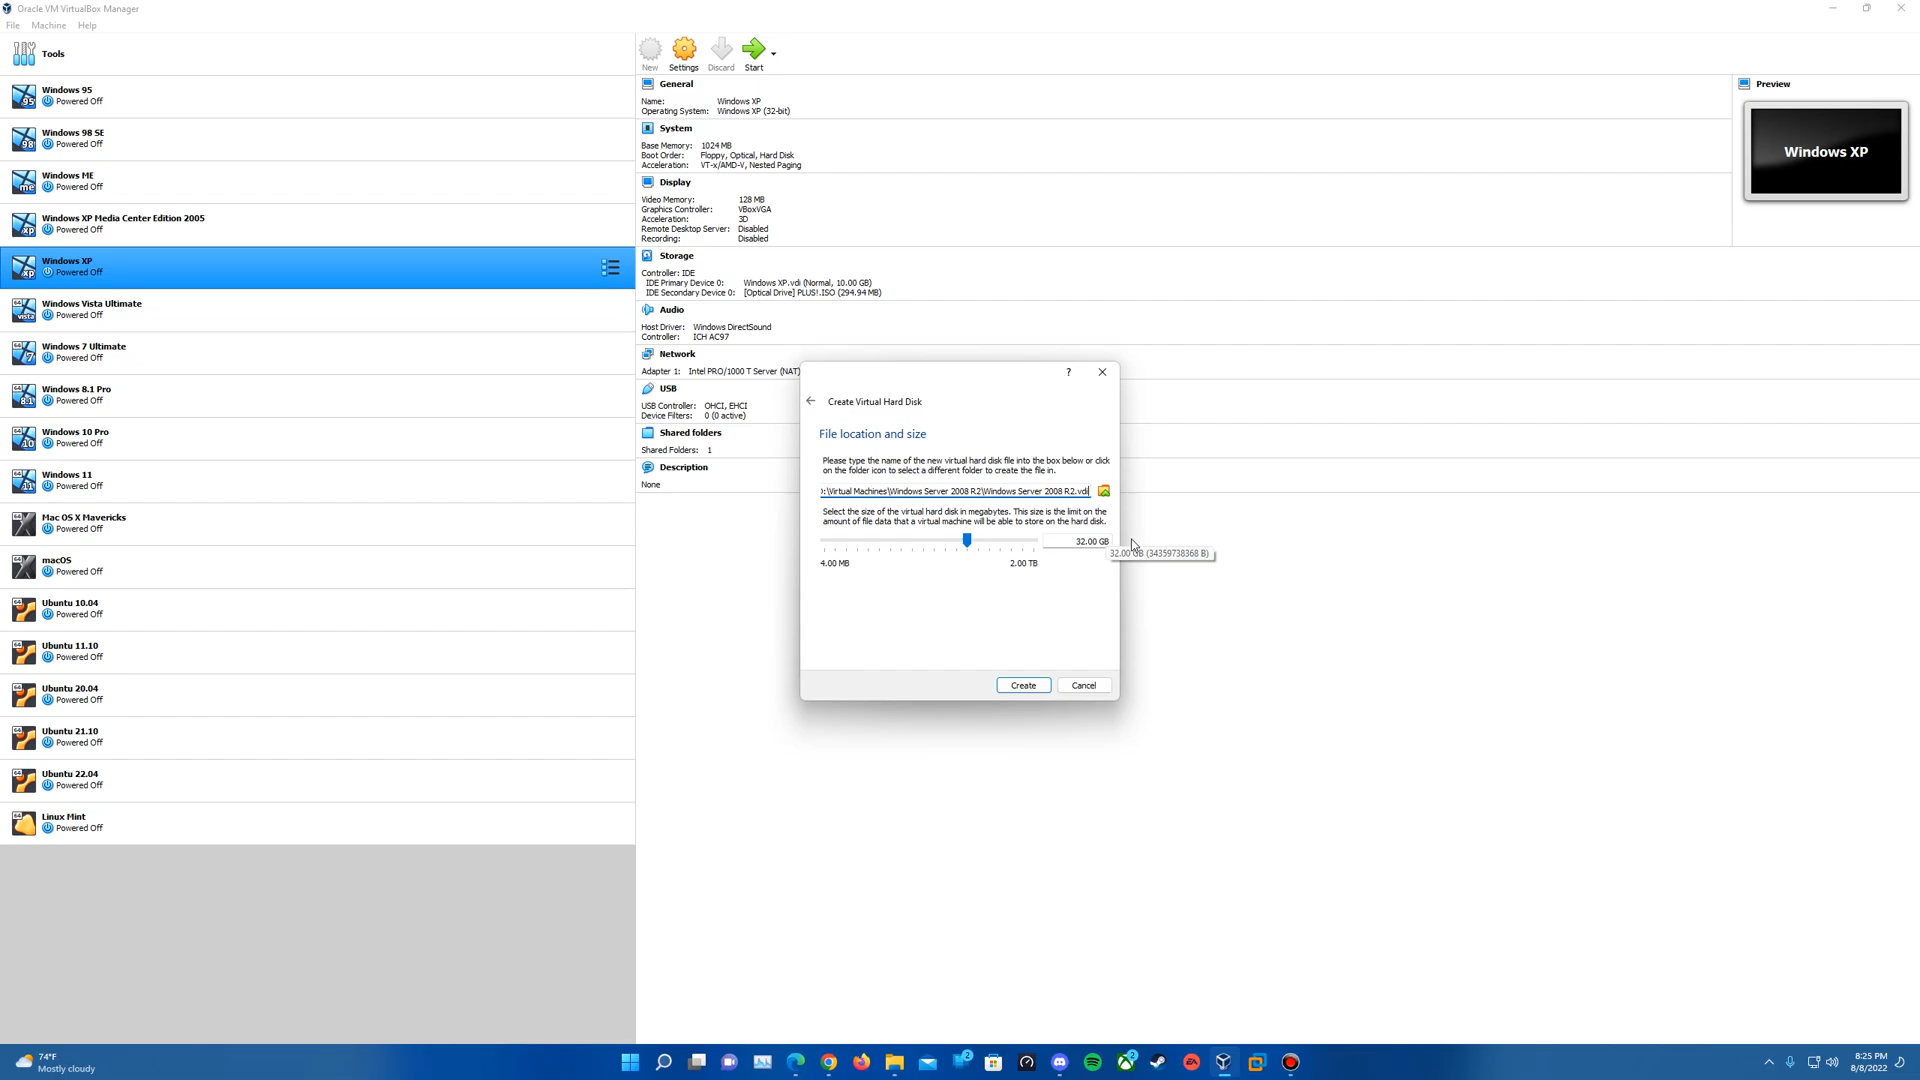 Oracle VM VirtualBox Manager
File Machine Help
Tools
Windows 95
Powered Off
Windows 98 SE
Powered Off
Windows ME
Powered Off
Windows XP Media Center Edition 2005
Powered Off
Windows XP
Powered Off
Windows Vista Ultimate
Powered Off
Windows 7 Ultimate
Powered Off
Windows 8.1 Pro
Powered Off
Windows 10 Pro
Powered Off
Windows 11
Powered Off
Mac OS X Mavericks
Powered Off
macOS
Powered Off
Ubuntu 10.04
Powered Off
Ubuntu 11.10
Powered Off
Ubuntu 20.04
Powered Off
Ubuntu 21.10
Powered Off
Ubuntu 22.04
Powered Off
Linux Mint
Powered Off
New Settings Discard Start
General
Name: Windows XP
Operating System: Windows XP (32-bit)
System
Base Memory: 1024 MB
Boot Order: Floppy, Optical, Hard Disk
Acceleration: VT-x/AMD-V, Nested Paging
Display
Video Memory: 128 MB
Graphics Controller: VBoxVGA
Acceleration: 3D
Remote Desktop Server: Disabled
Recording: Disabled
Storage
Controller: IDE
IDE Primary Device 0: Windows XP.vdi (Normal, 10.00 GB)
IDE Secondary Device 0: [Optical Drive] PLUS!.ISO (294.94 MB)
Audio
Host Driver: Windows DirectSound
Controller: ICH AC97
Network
Adapter 1: Intel PRO/1000 T Server (NAT)
USB
USB Controller: OHCI, EHCI
Device Filters: 0 (0 active)
Shared folders
Shared Folders: 1
Description
None
Preview
Windows XP
?
Create Virtual Hard Disk
File location and size
Please type the name of the new virtual hard disk file into the box below or click
on the folder icon to select a different folder to create the file in.
):\Virtual Machines\Windows Server 2008 R2\Windows Server 2008 R2.vdi
Select the size of the virtual hard disk in megabytes. This size is the limit on the
amount of file data that a virtual machine will be able to store on the hard disk.
32.00 GB
32.00 GB (34359738368 B)
4.00 MB 2.00 TB
Create Cancel
74°F
Mostly cloudy
2
2
8:25 PM
8/8/2022